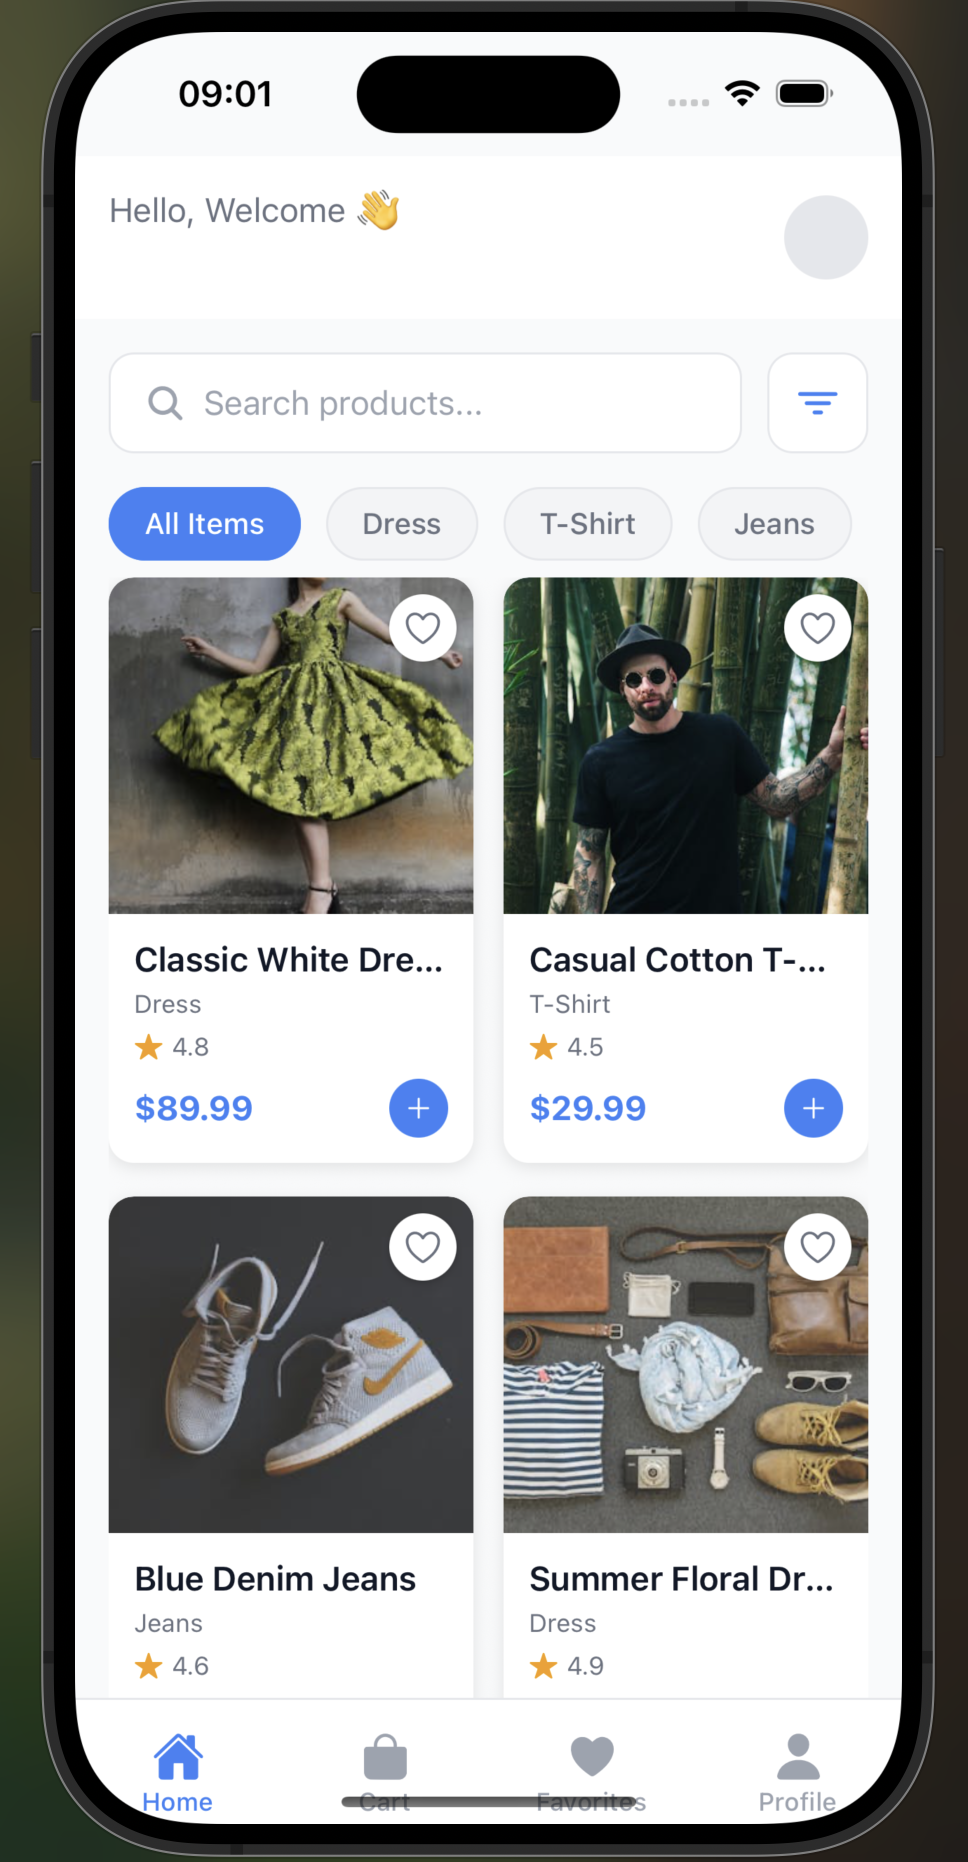 09:01
Hello, Welcome 👋
Search products...
All Items
Dress
T-Shirt
Jeans
Classic White Dre...
Dress
4.8
$89.99
Casual Cotton T-...
T-Shirt
4.5
$29.99
Blue Denim Jeans
Jeans
4.6
Summer Floral Dr...
Dress
4.9
Home
Cart
Favorites
Profile